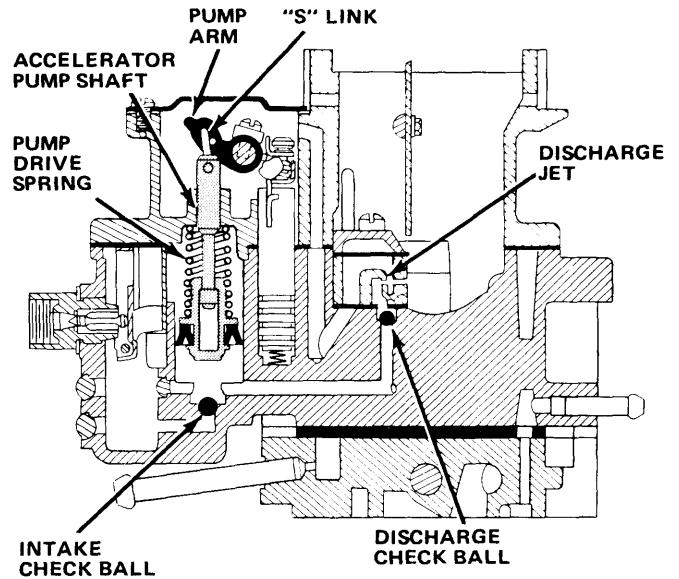 PUMP
ARM
"S" LINK
ACCELERATOR
PUMP SHAFT
PUMP
DRIVE
SPRING
DISCHARGE
JET
INTAKE
CHECK BALL
DISCHARGE
CHECK BALL